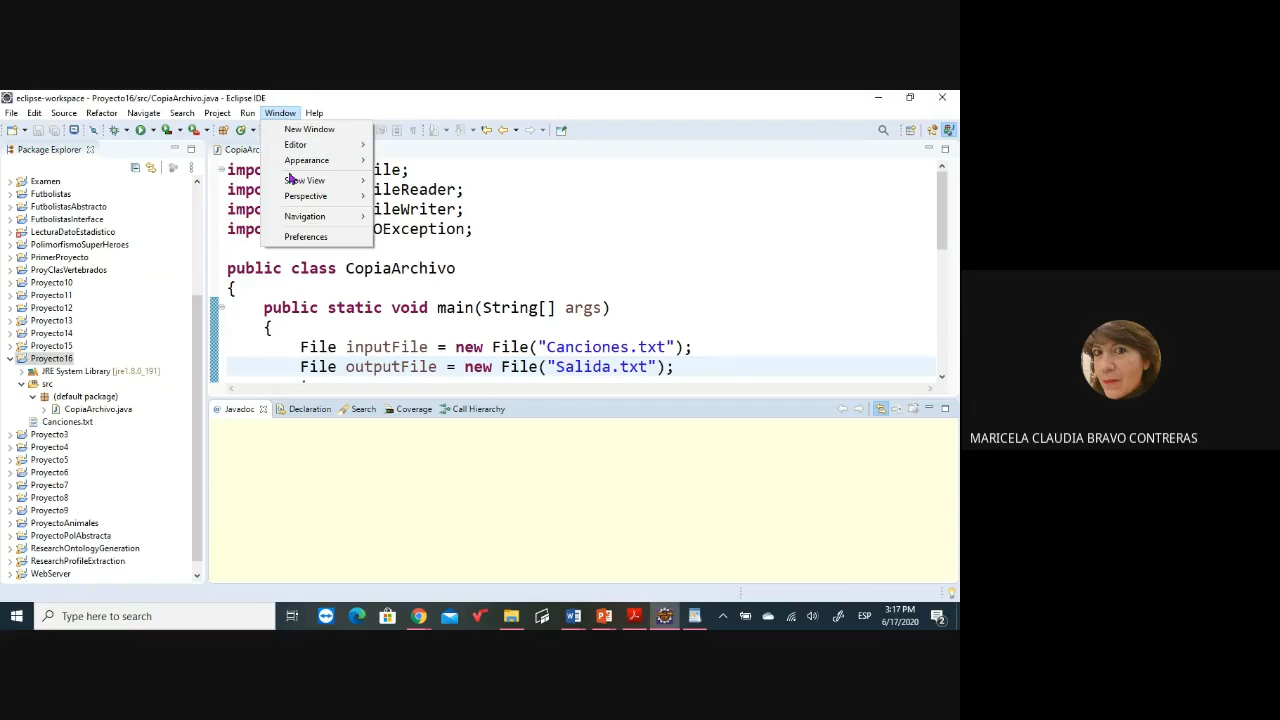 eclipse-workspace - Proyecto16/src/CopiaArchivo.java - Eclipse IDE
File Edit Source Refactor Navigate Search Project Run Window Help
New Window
Editor
Appearance
Show View
Perspective
Navigation
Preferences
Package Explorer
Examen
Futbolistas
FutbolistasAbstracto
FutbolistasInterface
LecturaDatoEstadistico
PolimorfismoSuperHeroes
PrimerProyecto
ProyClasVertebrados
Proyecto10
Proyecto11
Proyecto12
Proyecto13
Proyecto14
Proyecto15
Proyecto16
JRE System Library [jre1.8.0_191]
src
(default package)
CopiaArchivo.java
Canciones.txt
Proyecto3
Proyecto4
Proyecto5
Proyecto6
Proyecto7
Proyecto8
Proyecto9
ProyectoAnimales
ProyectoPolAbstracta
ResearchOntologyGeneration
ResearchProfileExtraction
WebServer
CopiaArc
impo ile;
impo ileReader;
impo ileWriter;
impo OException;
public class CopiaArchivo
{
public static void main(String[] args)
{
File inputFile = new File("Canciones.txt");
File outputFile = new File("Salida.txt");
Javadoc Declaration Search Coverage Call Hierarchy
Type here to search
ESP
3:17 PM
6/17/2020
2
MARICELA CLAUDIA BRAVO CONTRERAS